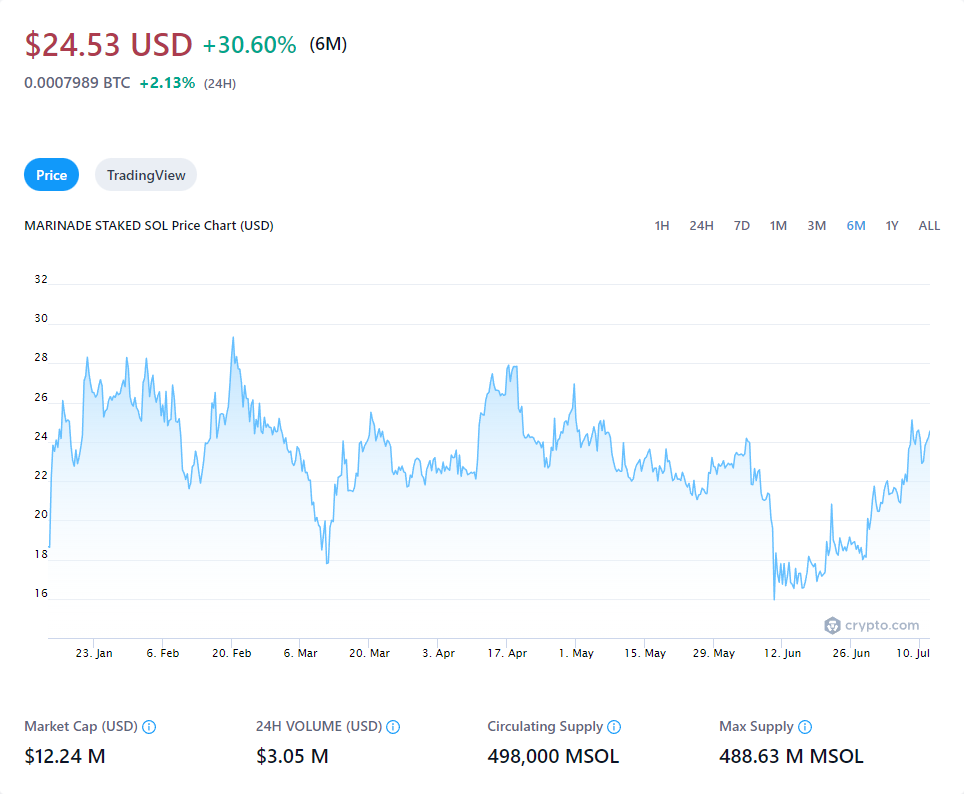 $24.53 USD +30.60% (6M)
0.0007989 BTC +2.13% (24H)
Price TradingView
MARINADE STAKED SOL Price Chart (USD) 1H 24H 7D 1M 3M 6M 1Y ALL
32
30
28
26
24
22
20
18
16
crypto.com
23. Jan 6. Feb 20. Feb 6. Mar 20. Mar 3. Apr 17. Apr 1. May 15. May 29. May 12. Jun 26. Jun 10. Jul
Market Cap (USD) 24H VOLUME (USD) Circulating Supply Max Supply
$12.24 M $3.05 M 498,000 MSOL 488.63 M MSOL